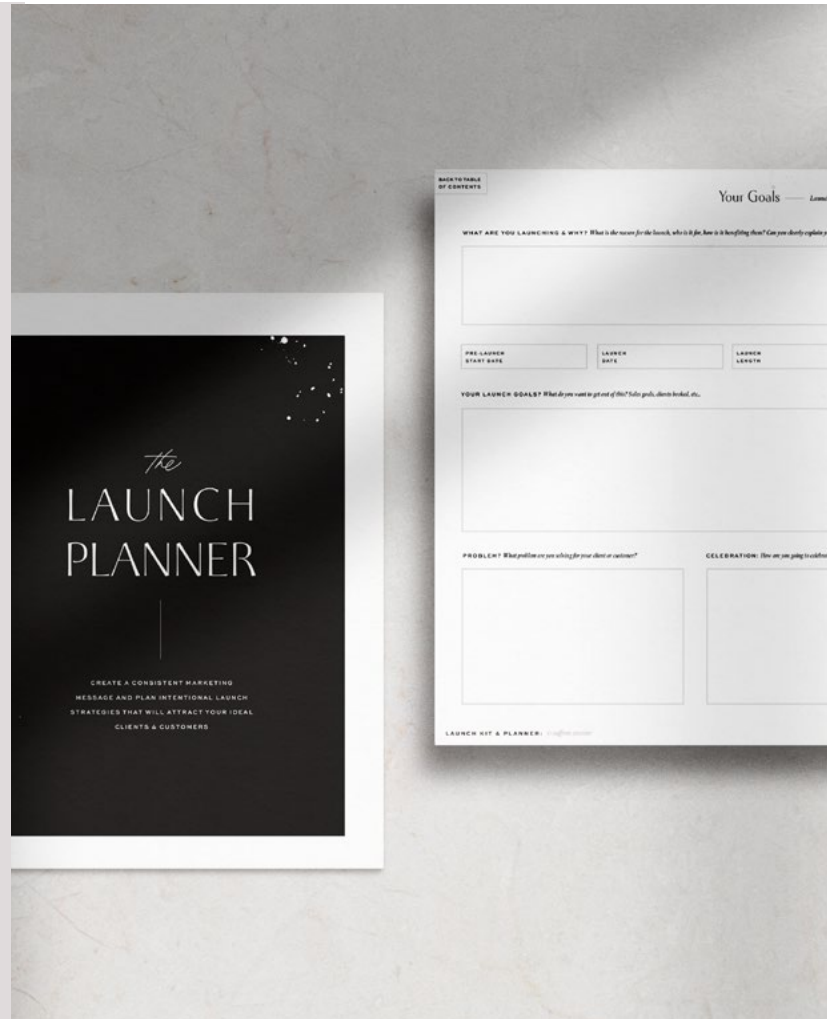 the
LAUNCH
PLANNER
CREATE A CONSISTENT MARKETING
MESSAGE AND PLAN INTENTIONAL LAUNCH
STRATEGIES THAT WILL ATTRACT YOUR IDEAL
CLIENTS & CUSTOMERS
BACK TO TABLE
OF CONTENTS
Your Goals
WHAT ARE YOU LAUNCHING & WHY? What is the reason for the launch, who is it for, how is it benefiting them? Can you clearly explain
PRE-LAUNCH
START DATE
LAUNCH
DATE
LAUNCH
LENGTH
YOUR LAUNCH GOALS? What do you want to get out of this? Sales goals, clients booked, etc.
PROBLEM? What problem are you solving for your client or customer?
CELEBRATION: How are you going to
LAUNCH KIT & PLANNER: